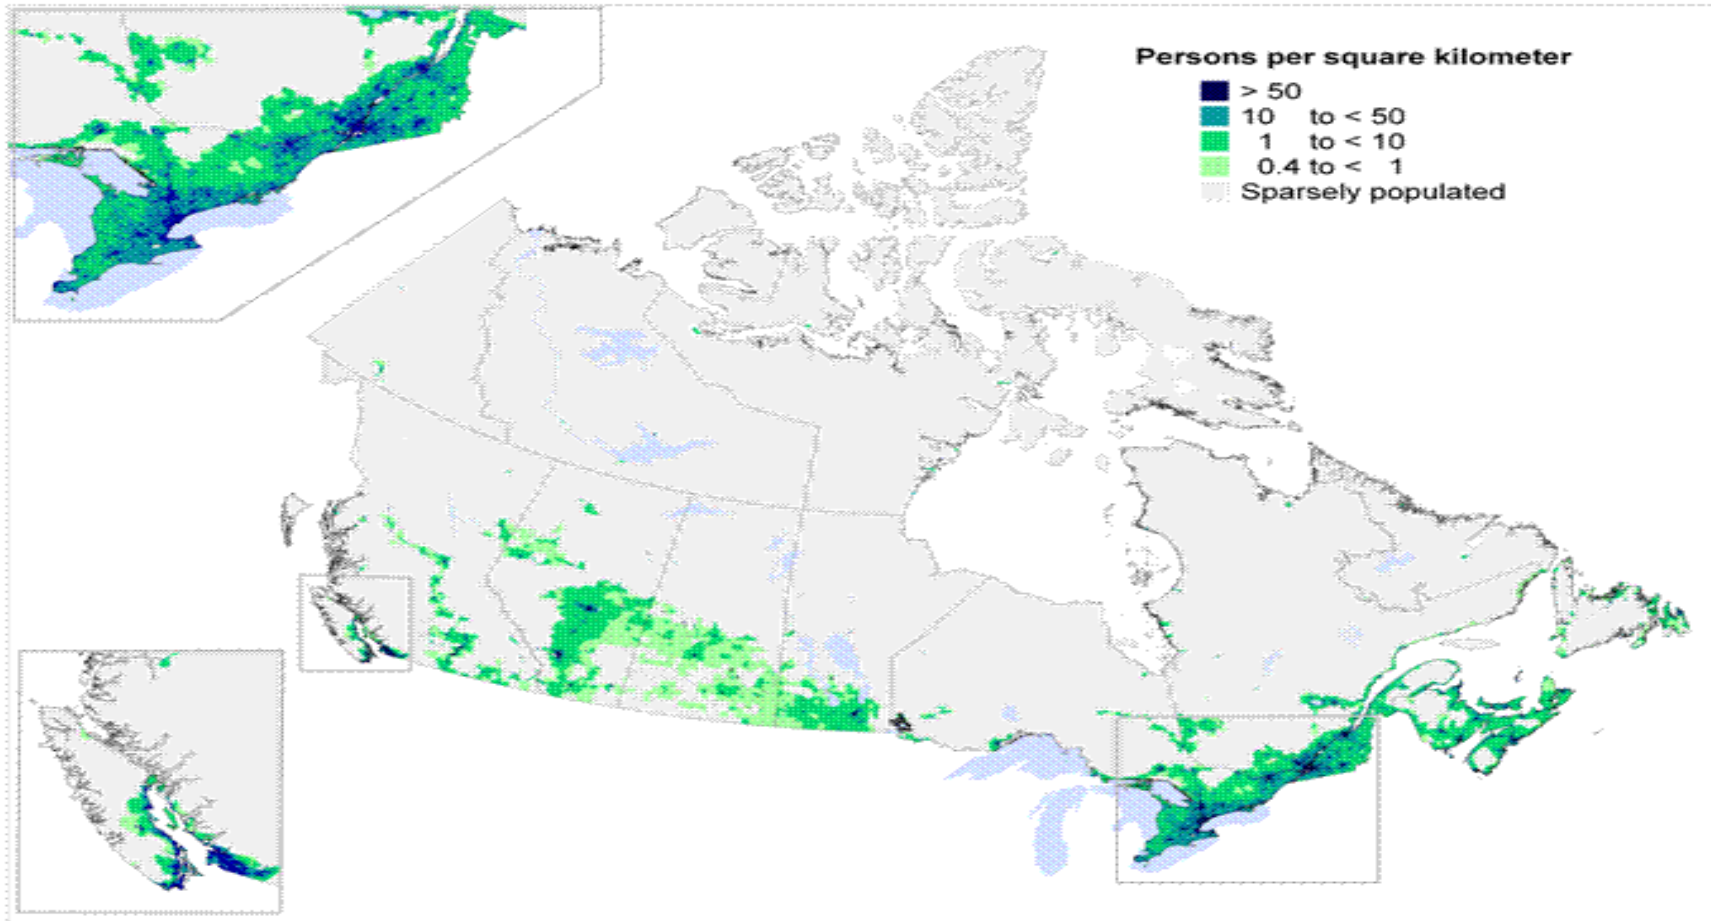 Persons per square kilometer
> 50
10 to < 50
1 to < 10
0.4 to < 1
Sparsely populated